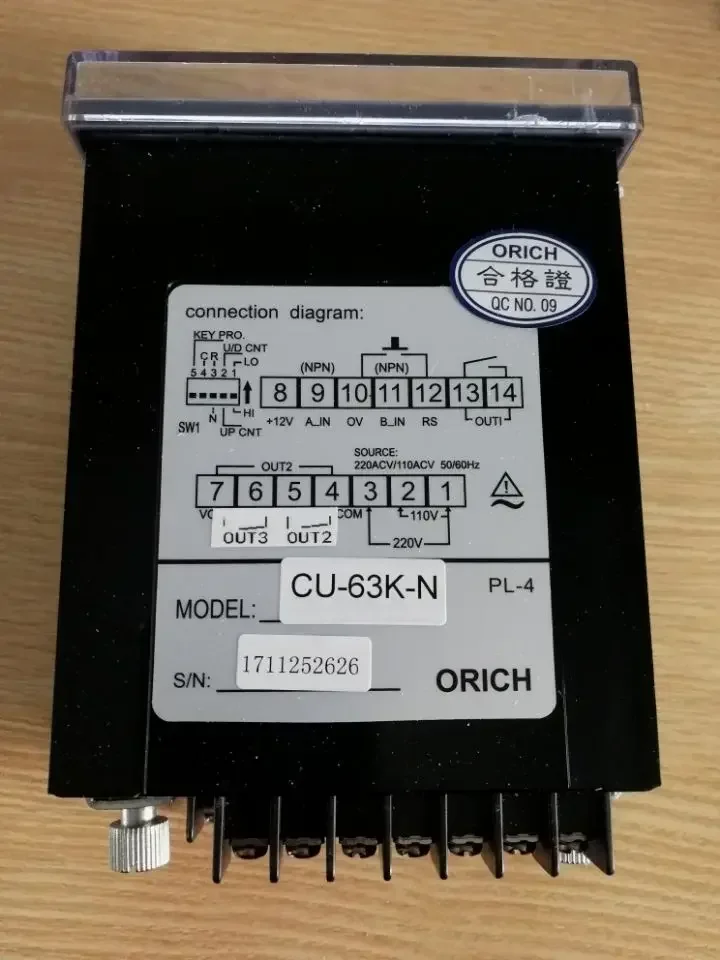 ORICH
合格證
QC NO. 09
connection diagram:
KEY PRO.
U/D CNT
C R
LO
5 4 3 2 1
HI
N
SW1
UP CNT
(NPN) (NPN)
8 9 10 11 12 13 14
+12V A_IN 0V B_IN RS OUT1
OUT2
SOURCE:
220ACV/110ACV 50/60Hz
7 6 5 4 3 2 1
COM
110V
OUT3 OUT2
220V
CU-63K-N
PL-4
MODEL:
1711252626
S/N:
ORICH